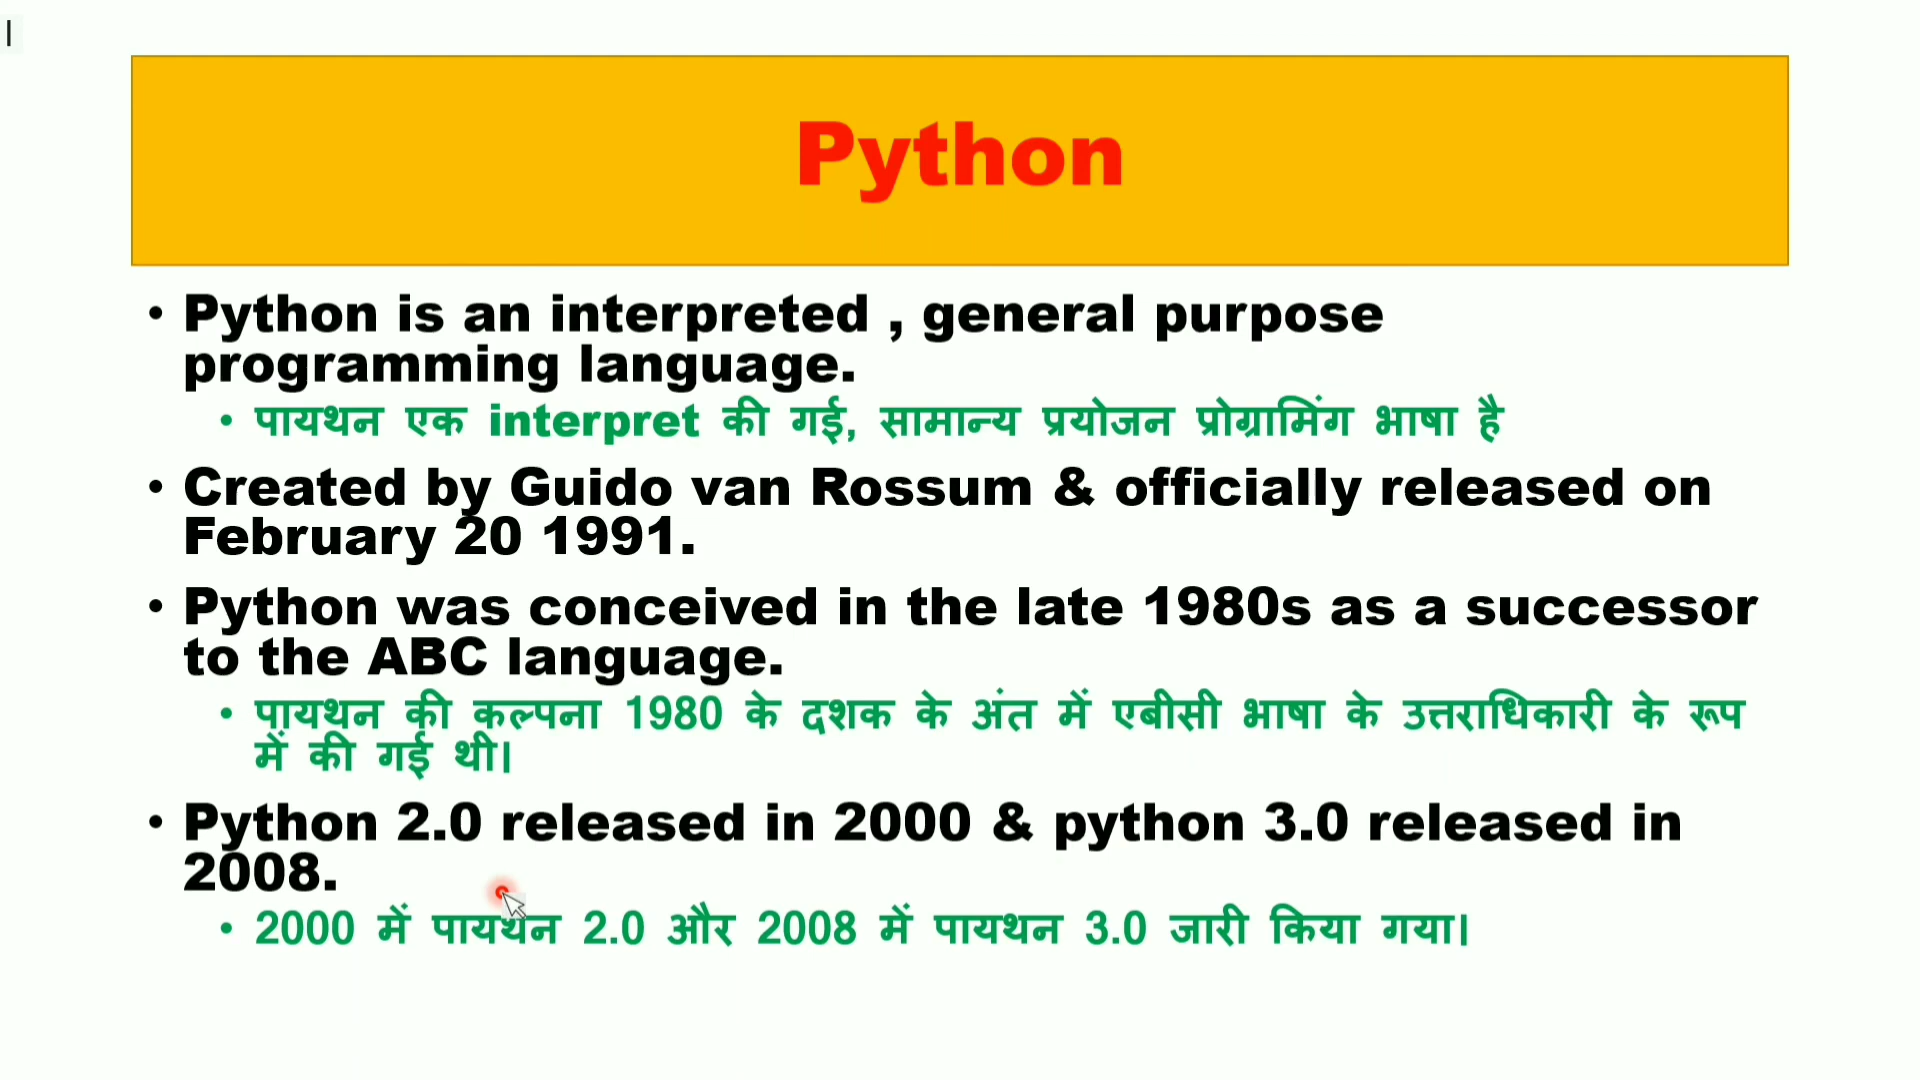 Python
• Python is an interpreted , general purpose
programming language.
• पायथन एक interpret की गई, सामान्य प्रयोजन प्रोग्रामिंग भाषा है
• Created by Guido van Rossum & officially released on
February 20 1991.
• Python was conceived in the late 1980s as a successor
to the ABC language.
• पायथन की कल्पना 1980 के दशक के अंत में एबीसी भाषा के उत्तराधिकारी के रूप
में की गई थी।
• Python 2.0 released in 2000 & python 3.0 released in
2008.
• 2000 में पायथन 2.0 और 2008 में पायथन 3.0 जारी किया गया।